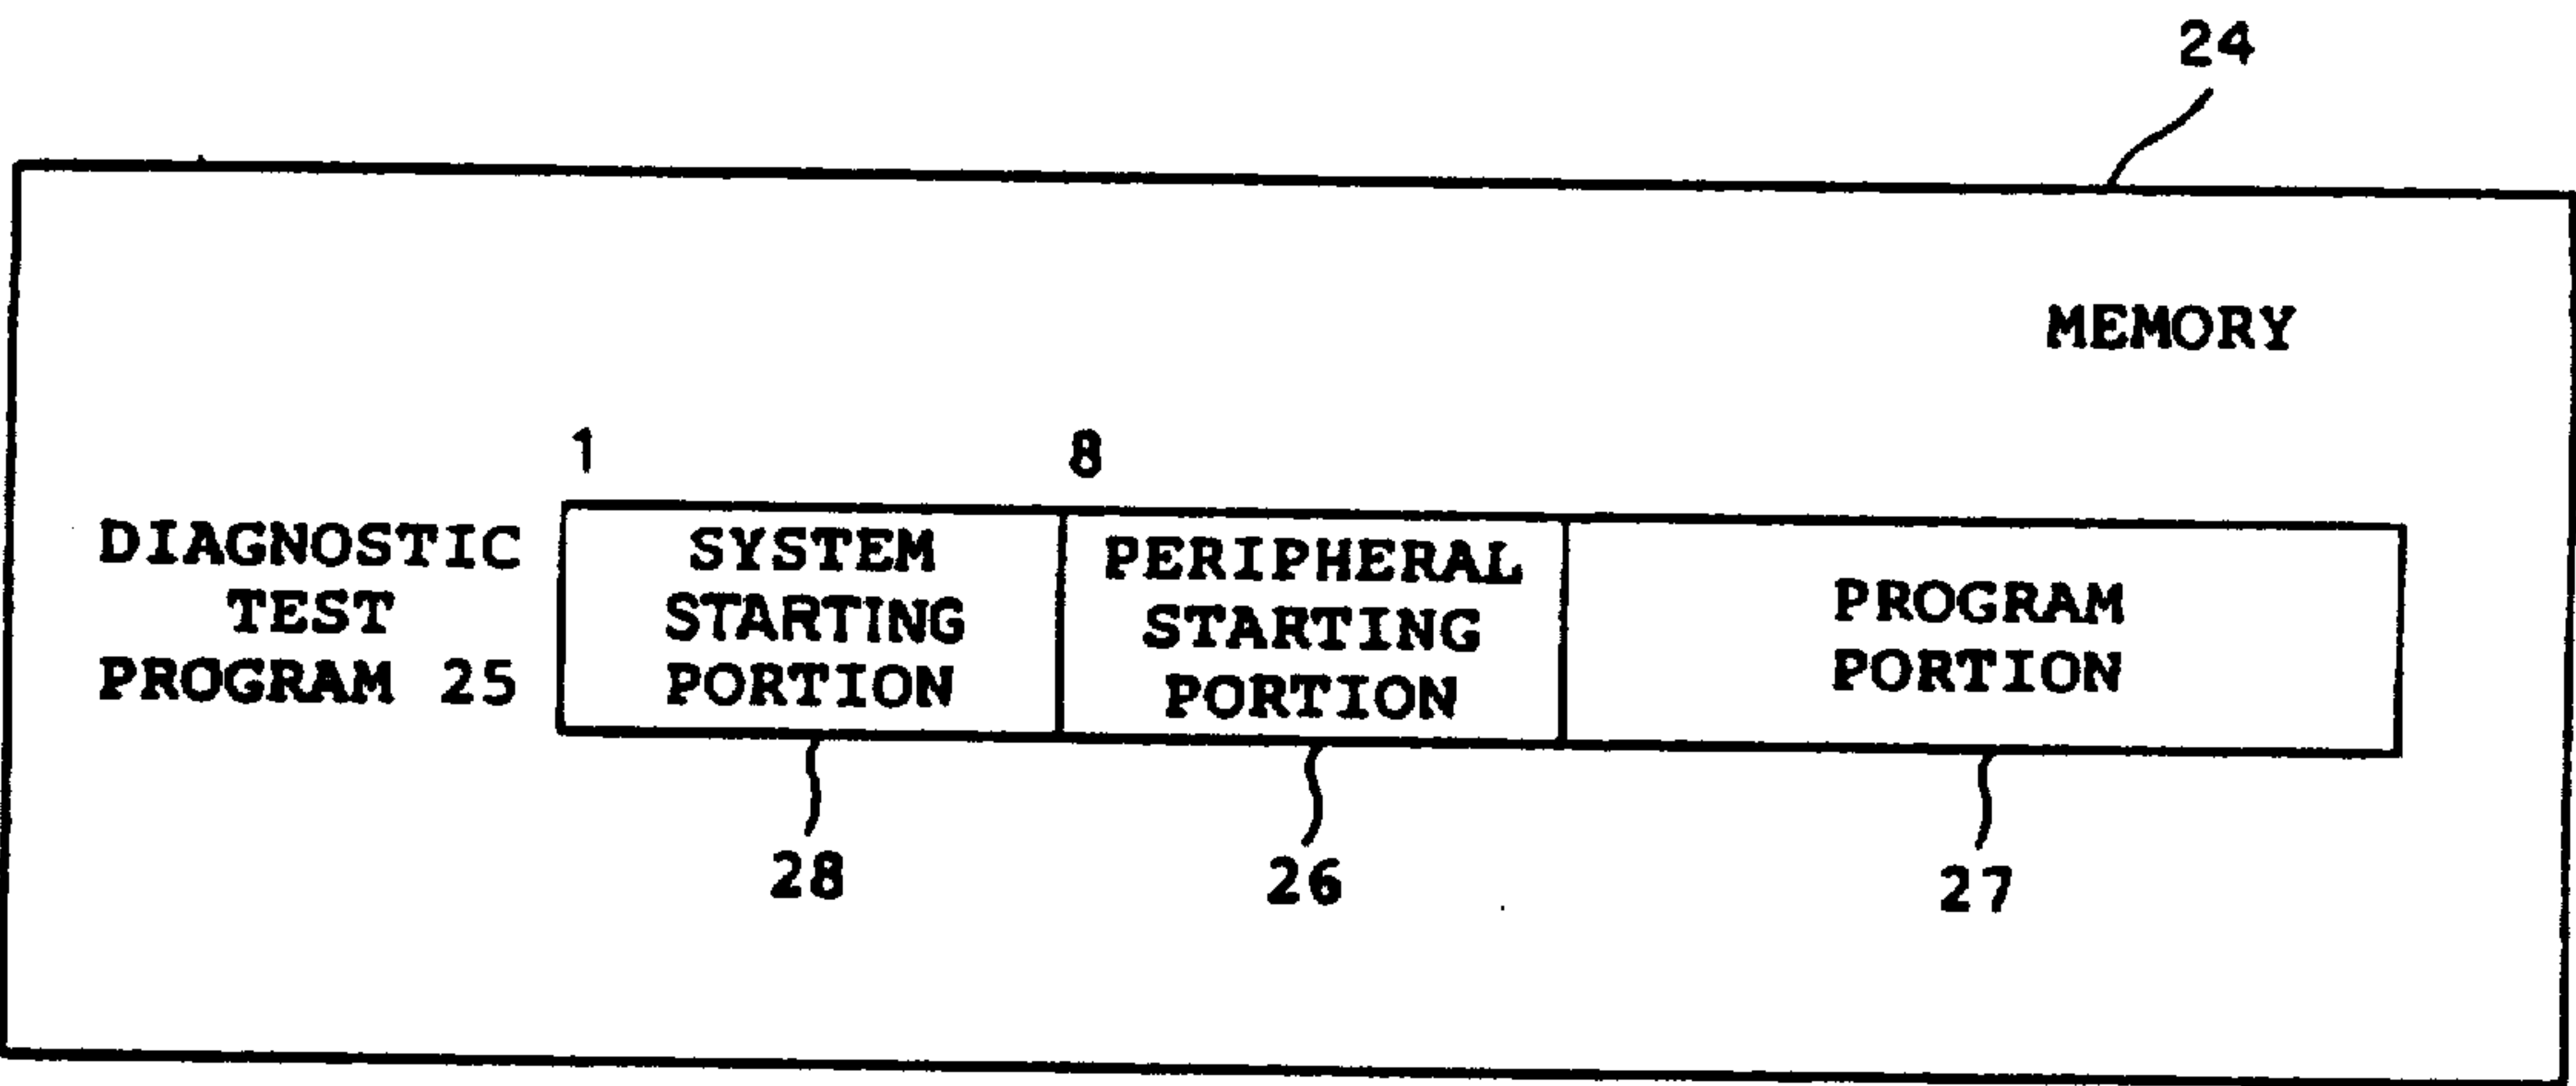 24
MEMORY
1
8
DIAGNOSTIC
TEST
PROGRAM 25
SYSTEM
STARTING
PORTION
PERIPHERAL
STARTING
PORTION
PROGRAM
PORTION
28
26
27